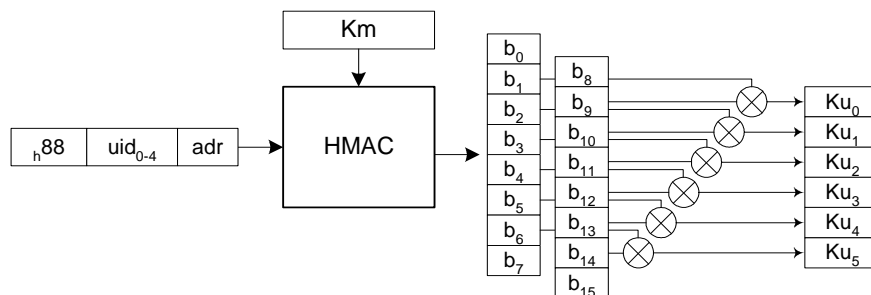 Km
HMAC
ₕ88 uid₀₋₄ adr
b₀
b₁
b₂
b₃
b₄
b₅
b₆
b₇
b₈
b₉
b₁₀
b₁₁
b₁₂
b₁₃
b₁₄
b₁₅
Ku₀
Ku₁
Ku₂
Ku₃
Ku₄
Ku₅